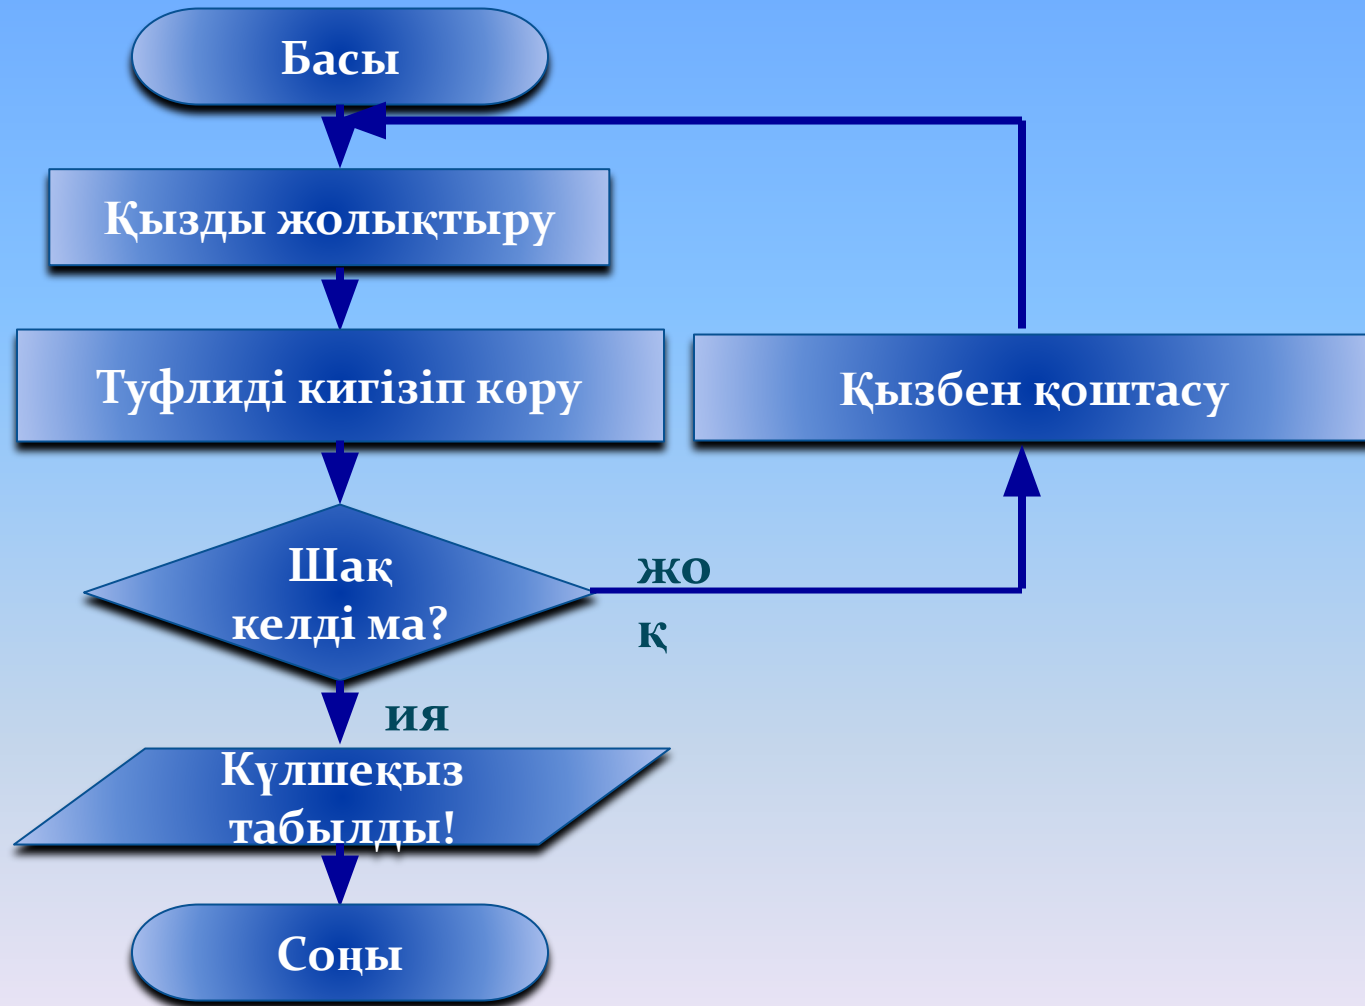 Басы
Қызды жолықтыру
Туфлиді кигізіп көру
Қызбен қоштасу
Шақ
келді ма?
жо
қ
ия
Күлшеқыз
табылды!
Соңы